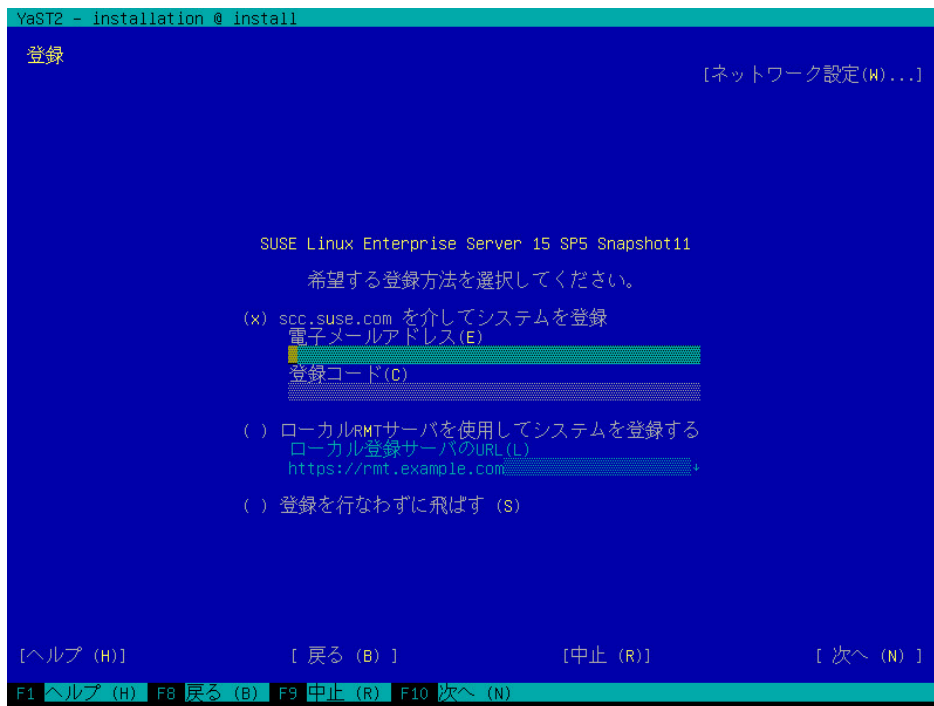 YaST2 - installation @ install
登録
[ネットワーク設定(W)...]
SUSE Linux Enterprise Server 15 SP5 Snapshot11
希望する登録方法を選択してください。
(x) scc.suse.com を介してシステムを登録
電子メールアドレス(E)
登録コード(C)
( ) ローカルRMTサーバを使用してシステムを登録する
ローカル登録サーバのURL(L)
https://rmt.example.com
( ) 登録を行なわずに飛ばす (S)
[ヘルプ (H)] [ 戻る (B) ] [中止 (R)] [ 次へ (N) ]
F1 ヘルプ (H) F8 戻る (B) F9 中止 (R) F10 次へ (N)